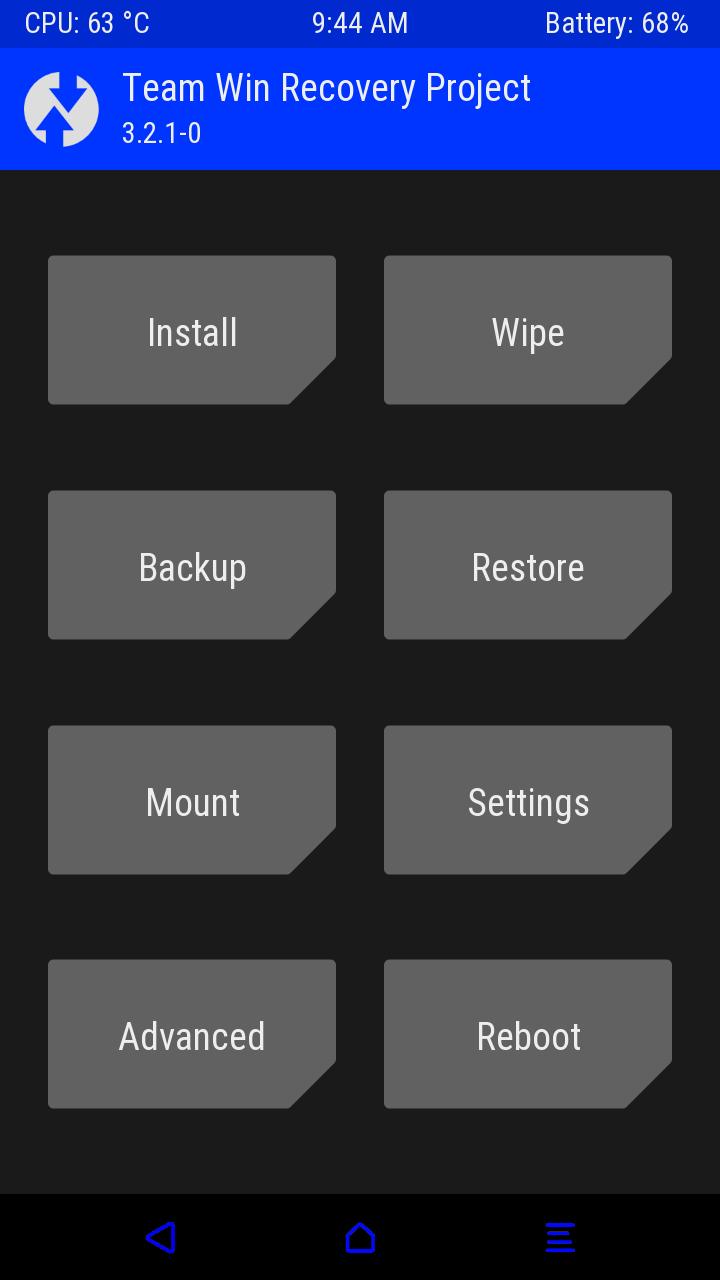 CPU: 63 °C 9:44 AM Battery: 68%
Team Win Recovery Project
3.2.1-0
Install Wipe
Backup Restore
Mount Settings
Advanced Reboot